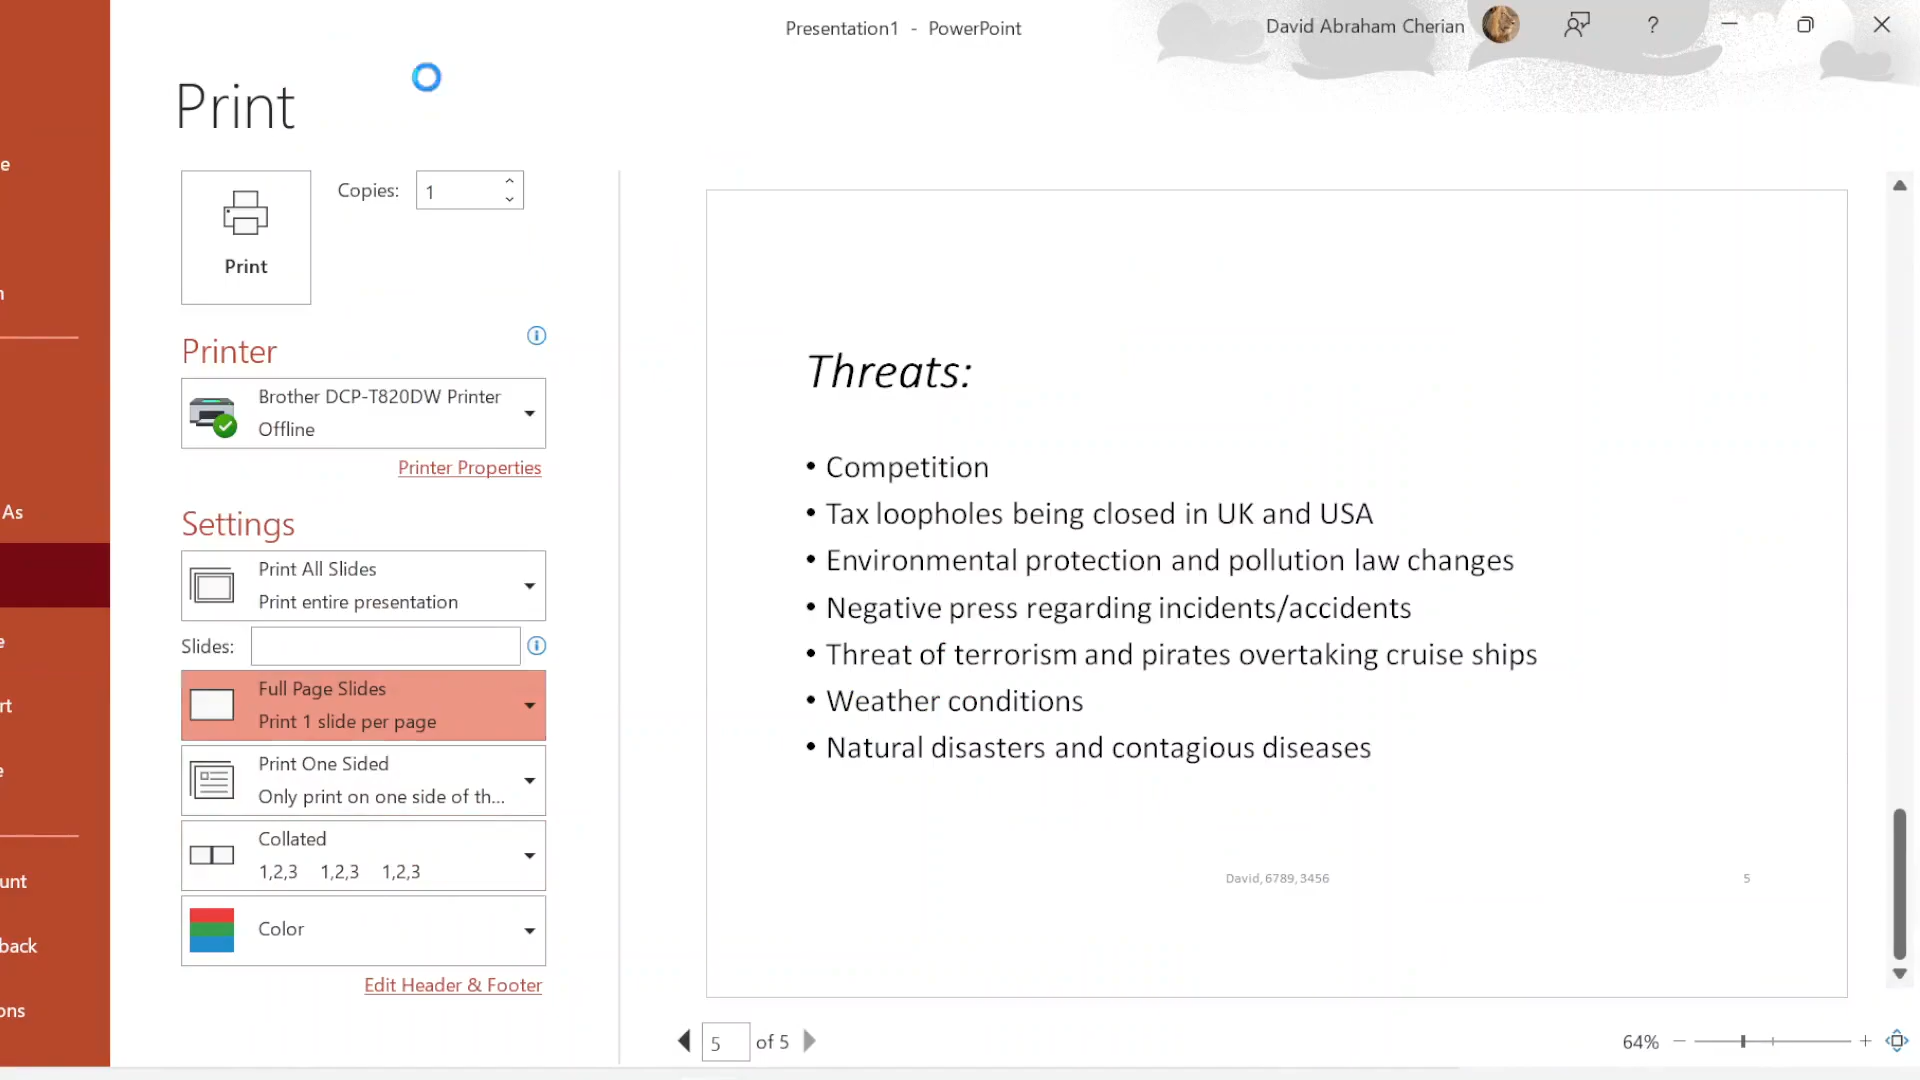 Presentation1 - PowerPoint
David Abraham Cherian
?
Print
e
Print
Copies: 1
n
Printer
Brother DCP-T820DW Printer
Offline
Printer Properties
As
Settings
Print All Slides
Print entire presentation
Slides:
e
Full Page Slides
Print 1 slide per page
rt
Print One Sided
Only print on one side of th...
e
Collated
1,2,3 1,2,3 1,2,3
unt
Color
back
Edit Header & Footer
ons
Threats:
• Competition
• Tax loopholes being closed in UK and USA
• Environmental protection and pollution law changes
• Negative press regarding incidents/accidents
• Threat of terrorism and pirates overtaking cruise ships
• Weather conditions
• Natural disasters and contagious diseases
David, 6789, 3456
5
5 of 5
64%